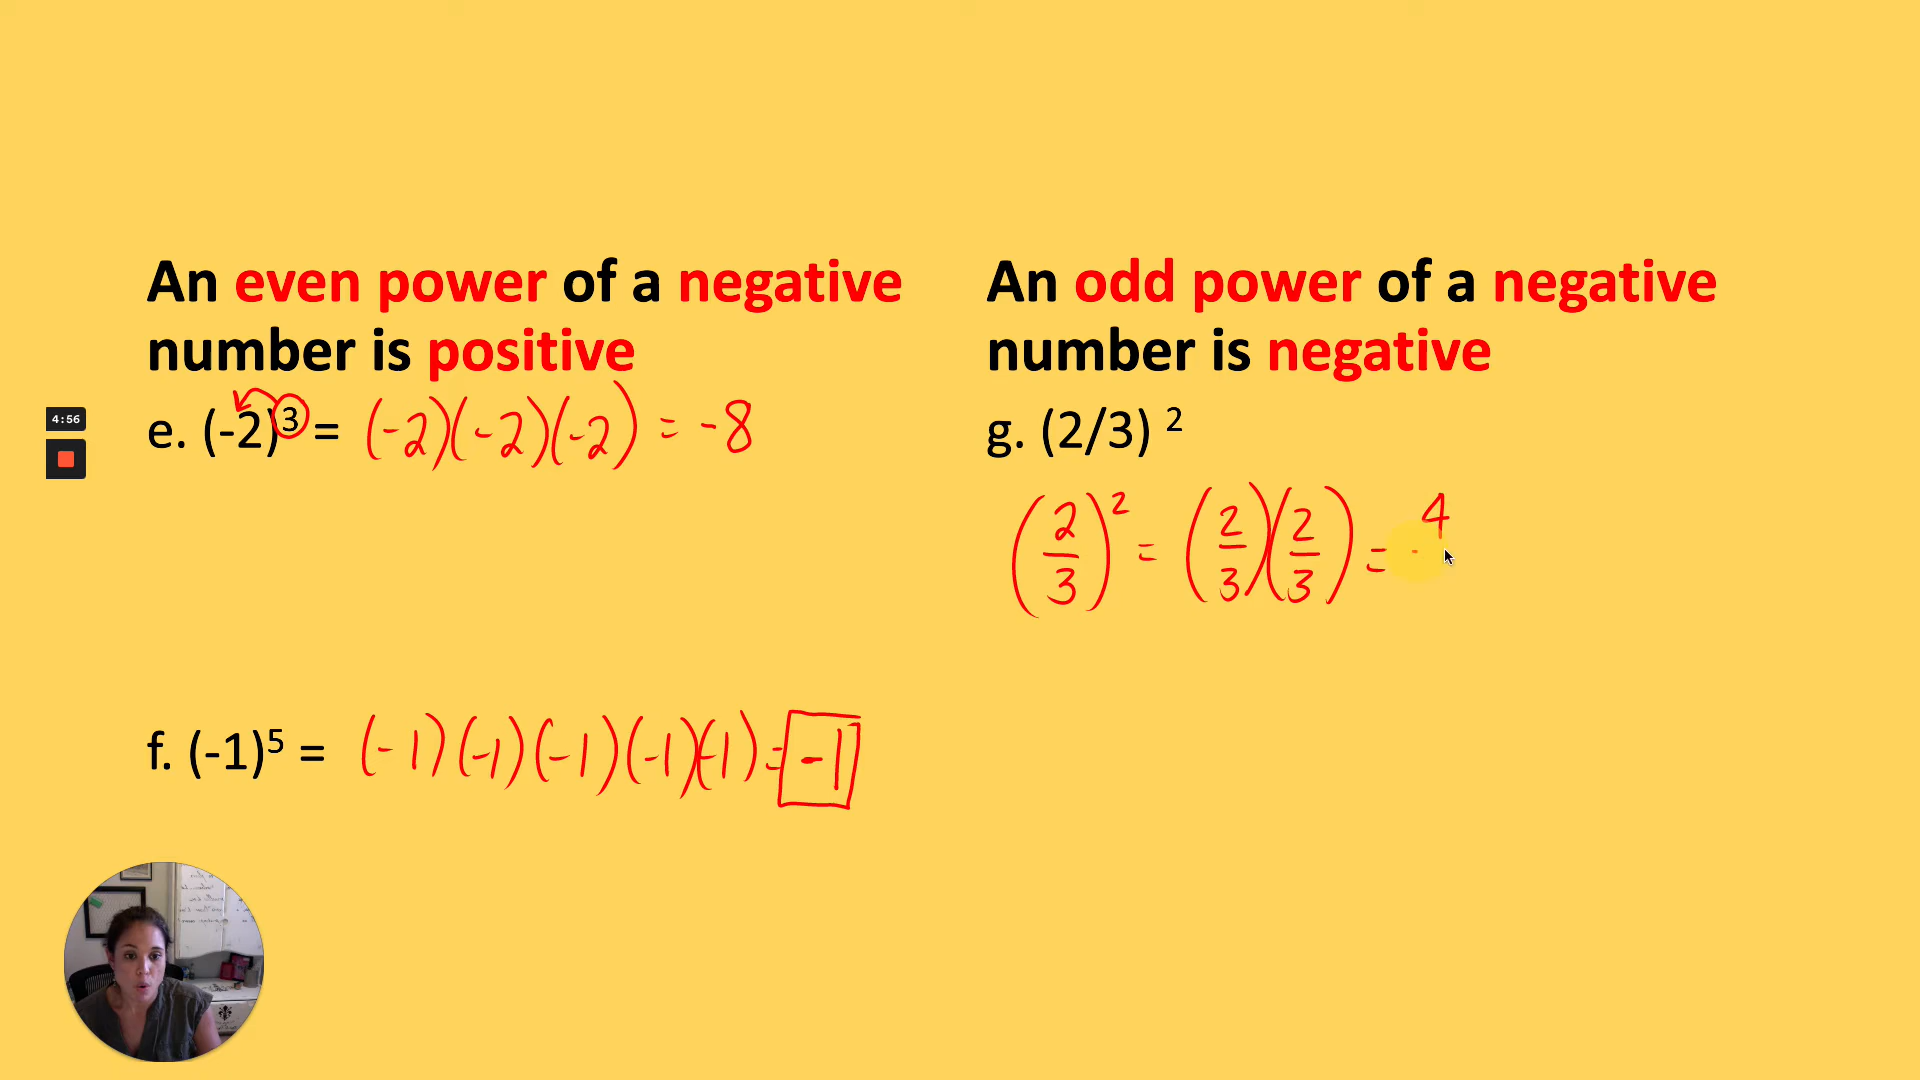 An even power of a negative
number is positive
e. (-2)³ = (-2)(-2)(-2) = -8
f. (-1)⁵ = (-1)(-1)(-1)(-1)(-1) = -1
An odd power of a negative
number is negative
g. (2/3) ²
(2/3)² = (2/3)(2/3) = 4
4:56